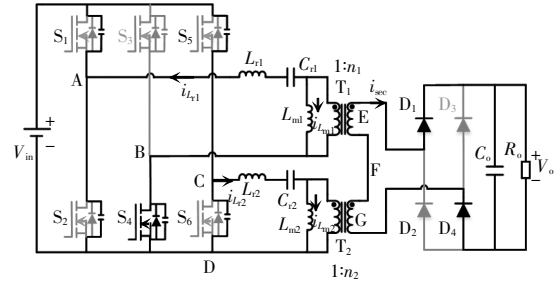 S1 S3 S5
A
Lr1 Cr1 1:n1
T1 isec
iLr1
Lm1 iLm1 E D1 D3
+
Vin
−
B
F Co Ro + Vo −
C
iLr2 Lr2 Cr2
S2 S4 S6
Lm2 iLm2 G D2 D4
D T2
1:n2